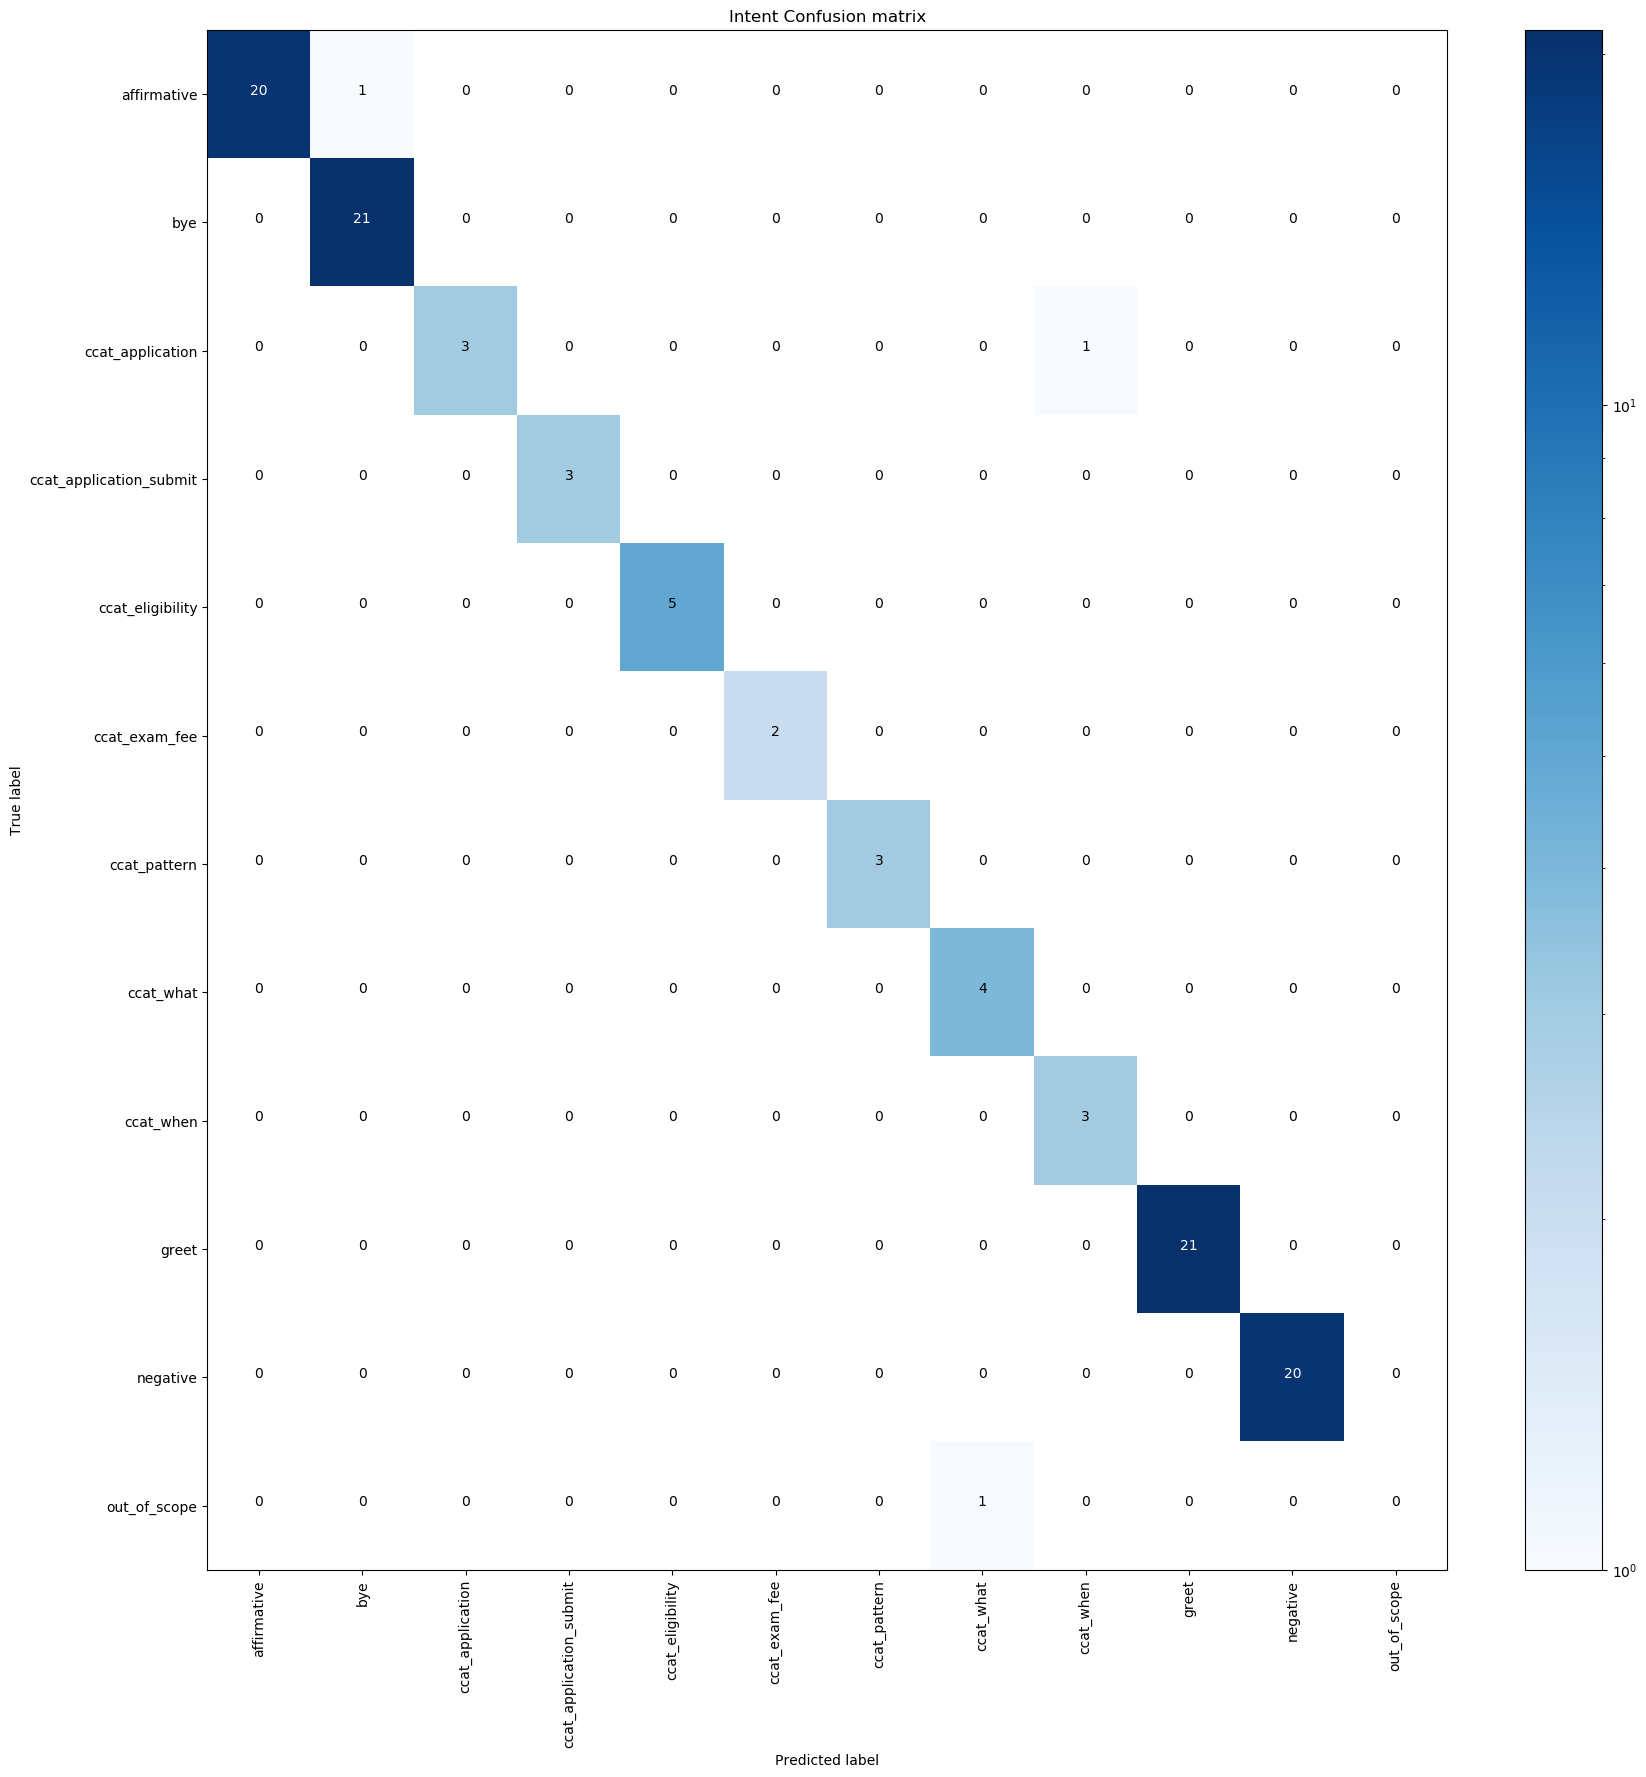 Intent Confusion matrix
affirmative 20 1 0 0 0 0 0 0 0 0 0 0
bye 0 21 0 0 0 0 0 0 0 0 0 0
ccat_application 0 0 3 0 0 0 0 0 1 0 0 0
ccat_application_submit 0 0 0 3 0 0 0 0 0 0 0 0
ccat_eligibility 0 0 0 0 5 0 0 0 0 0 0 0
ccat_exam_fee 0 0 0 0 0 2 0 0 0 0 0 0
ccat_pattern 0 0 0 0 0 0 3 0 0 0 0 0
ccat_what 0 0 0 0 0 0 0 4 0 0 0 0
ccat_when 0 0 0 0 0 0 0 0 3 0 0 0
greet 0 0 0 0 0 0 0 0 0 21 0 0
negative 0 0 0 0 0 0 0 0 0 0 20 0
out_of_scope 0 0 0 0 0 0 0 1 0 0 0 0
True label
affirmative
bye
ccat_application
ccat_application_submit
ccat_eligibility
ccat_exam_fee
ccat_pattern
ccat_what
ccat_when
greet
negative
out_of_scope
Predicted label
10¹
10⁰